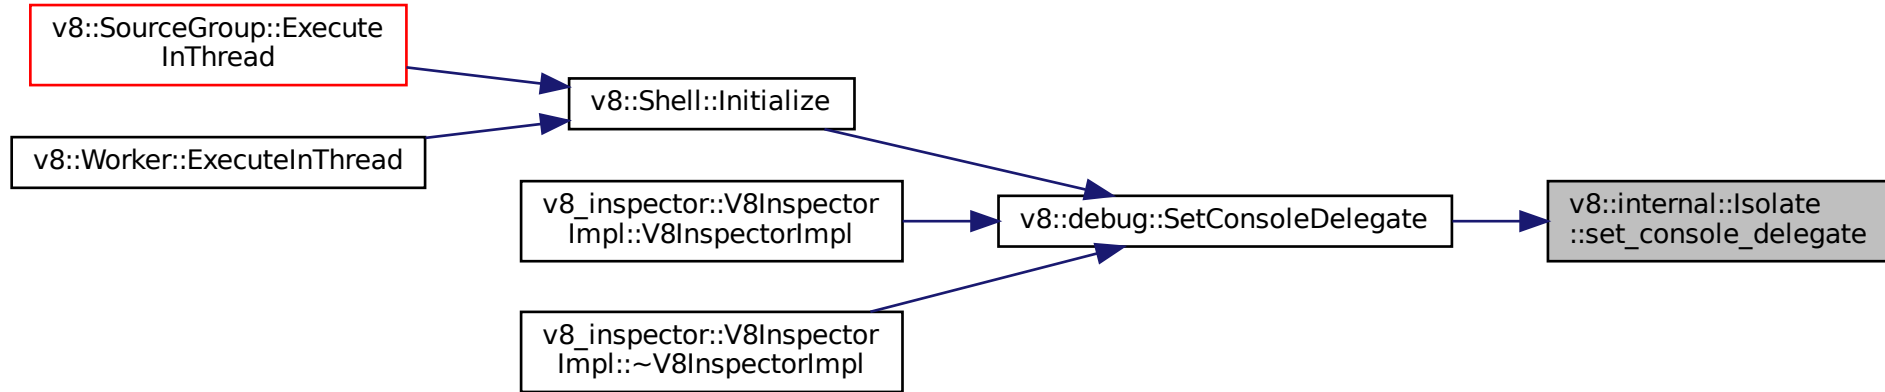 v8::SourceGroup::Execute
InThread
v8::Worker::ExecuteInThread
v8::Shell::Initialize
v8_inspector::V8Inspector
Impl::V8InspectorImpl
v8_inspector::V8Inspector
Impl::~V8InspectorImpl
v8::debug::SetConsoleDelegate
v8::internal::Isolate
::set_console_delegate